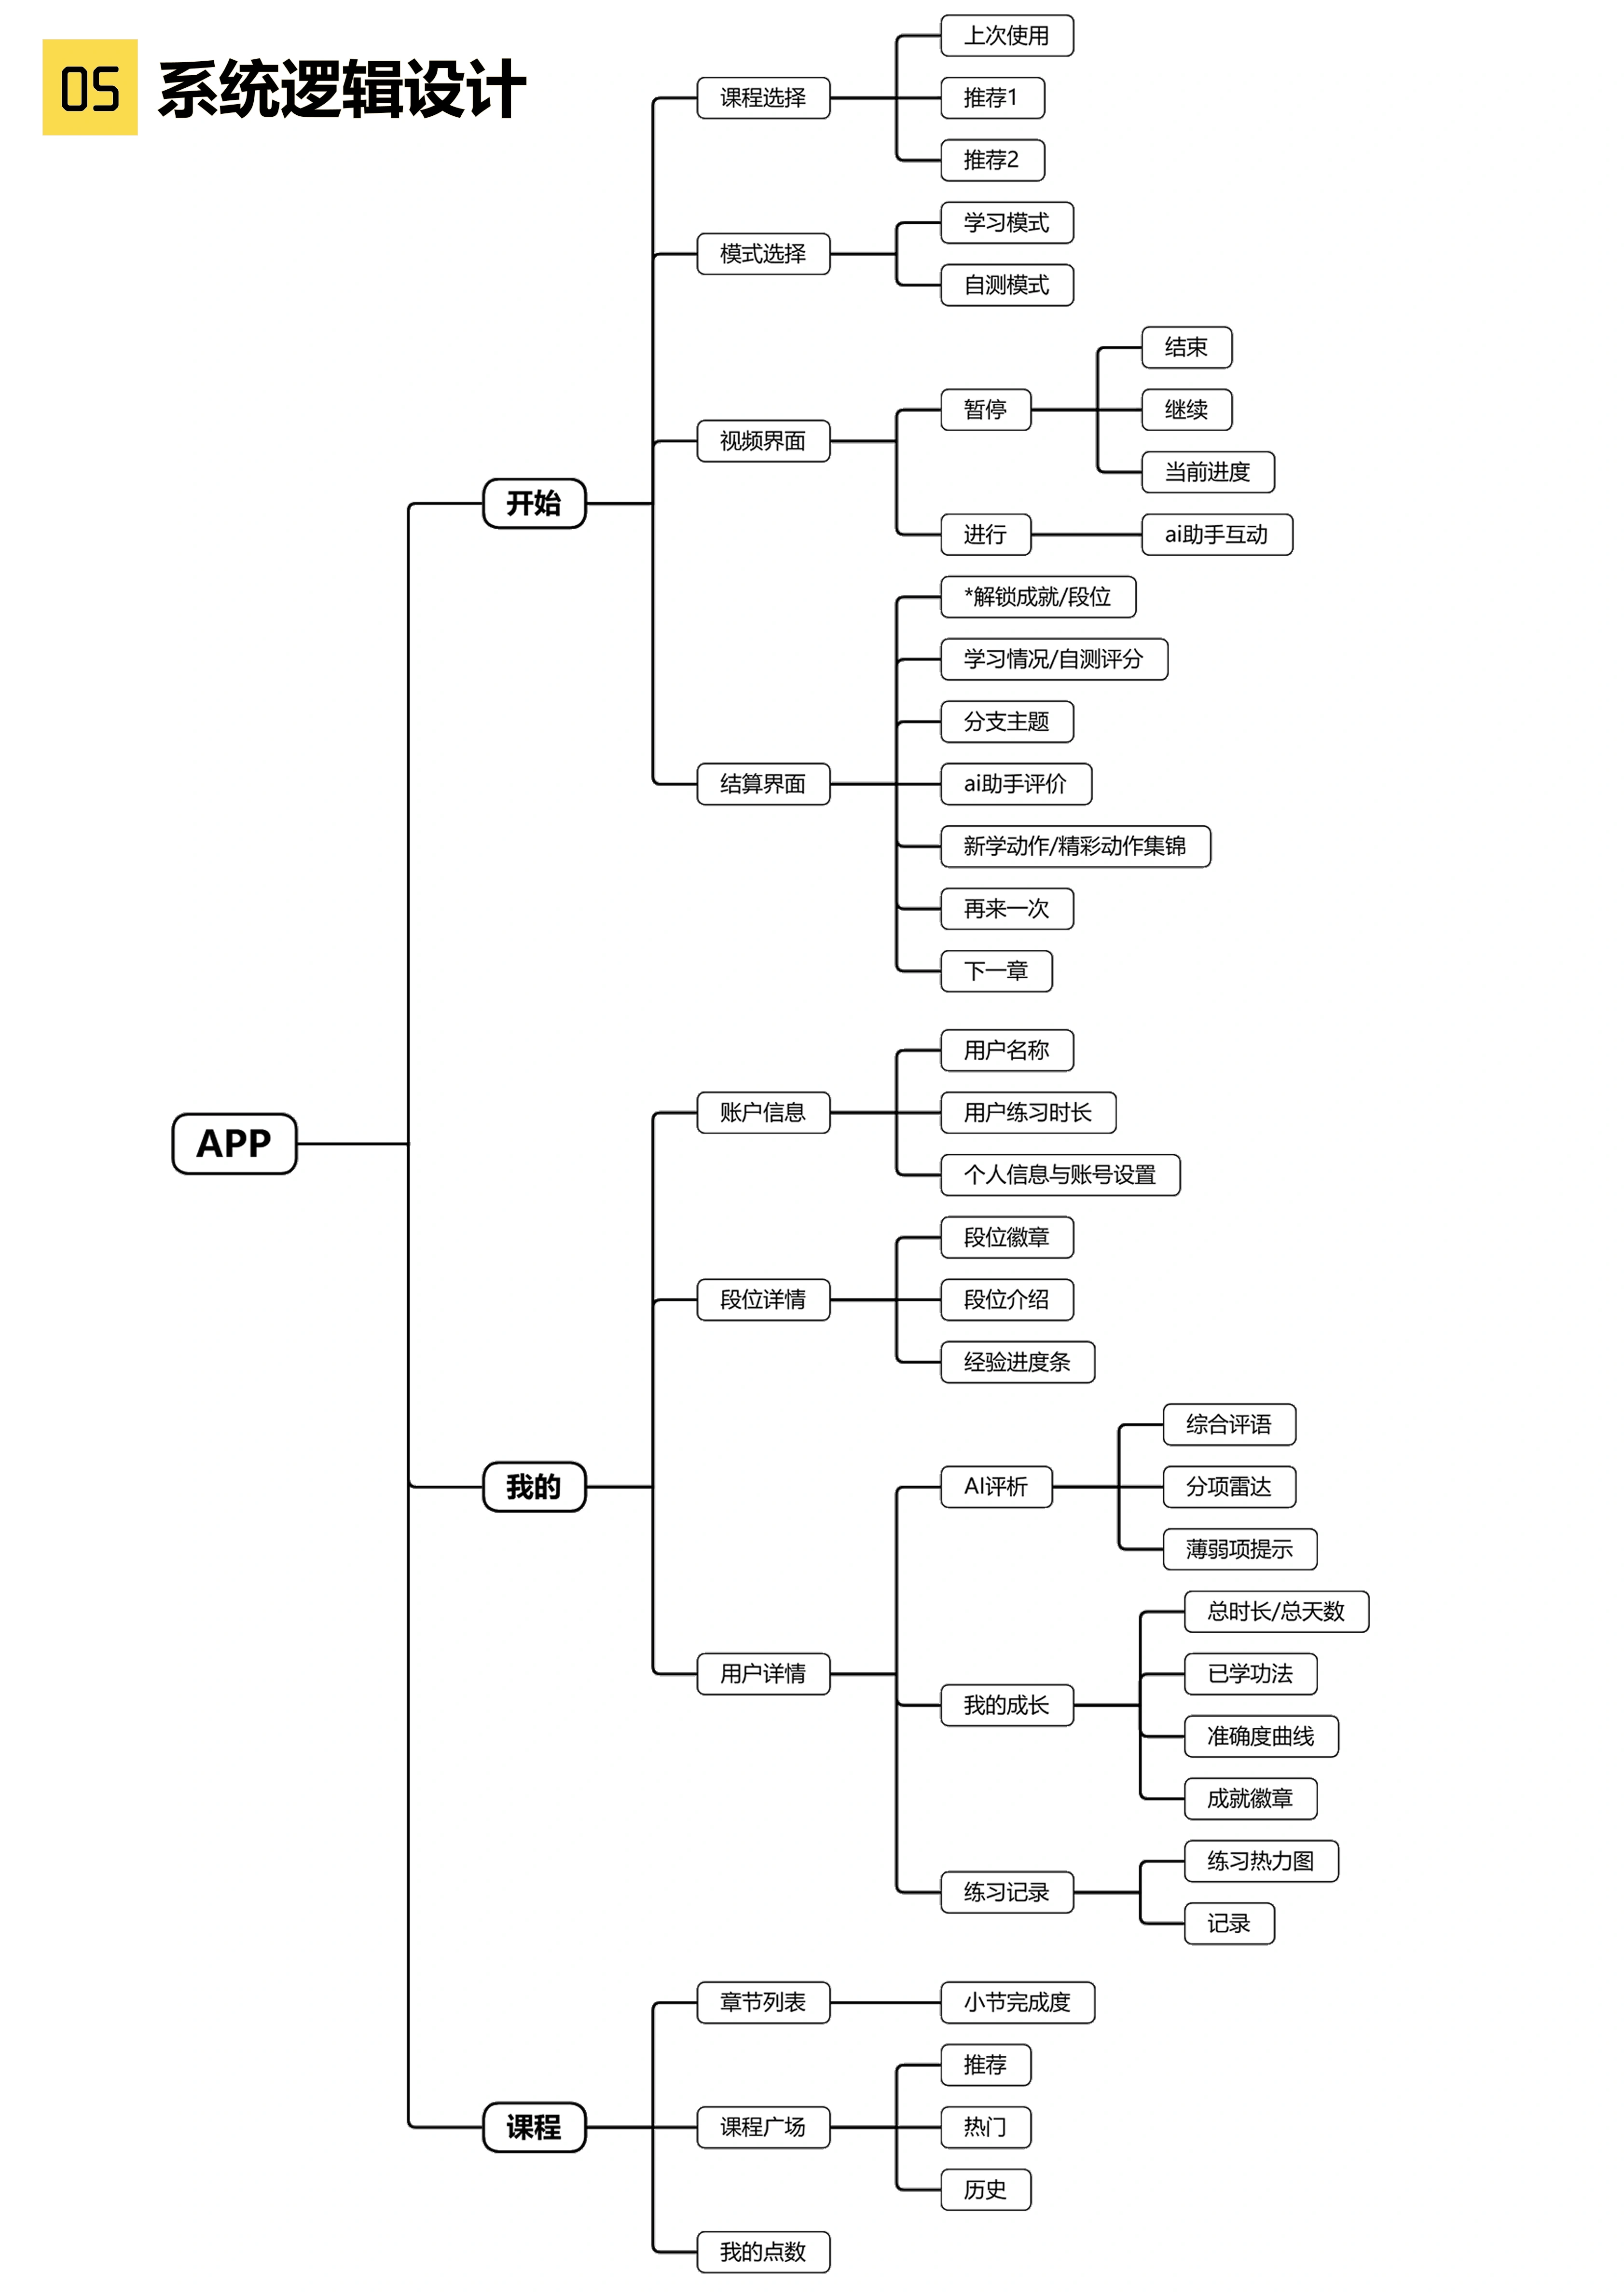 05 系统逻辑设计
APP
开始
课程选择
上次使用
推荐1
推荐2
模式选择
学习模式
自测模式
视频界面
暂停
结束
继续
当前进度
进行
ai助手互动
结算界面
*解锁成就/段位
学习情况/自测评分
分支主题
ai助手评价
新学动作/精彩动作集锦
再来一次
下一章
我的
账户信息
用户名称
用户练习时长
个人信息与账号设置
段位详情
段位徽章
段位介绍
经验进度条
用户详情
AI评析
综合评语
分项雷达
薄弱项提示
我的成长
总时长/总天数
已学功法
准确度曲线
成就徽章
练习记录
练习热力图
记录
课程
章节列表
小节完成度
课程广场
推荐
热门
历史
我的点数